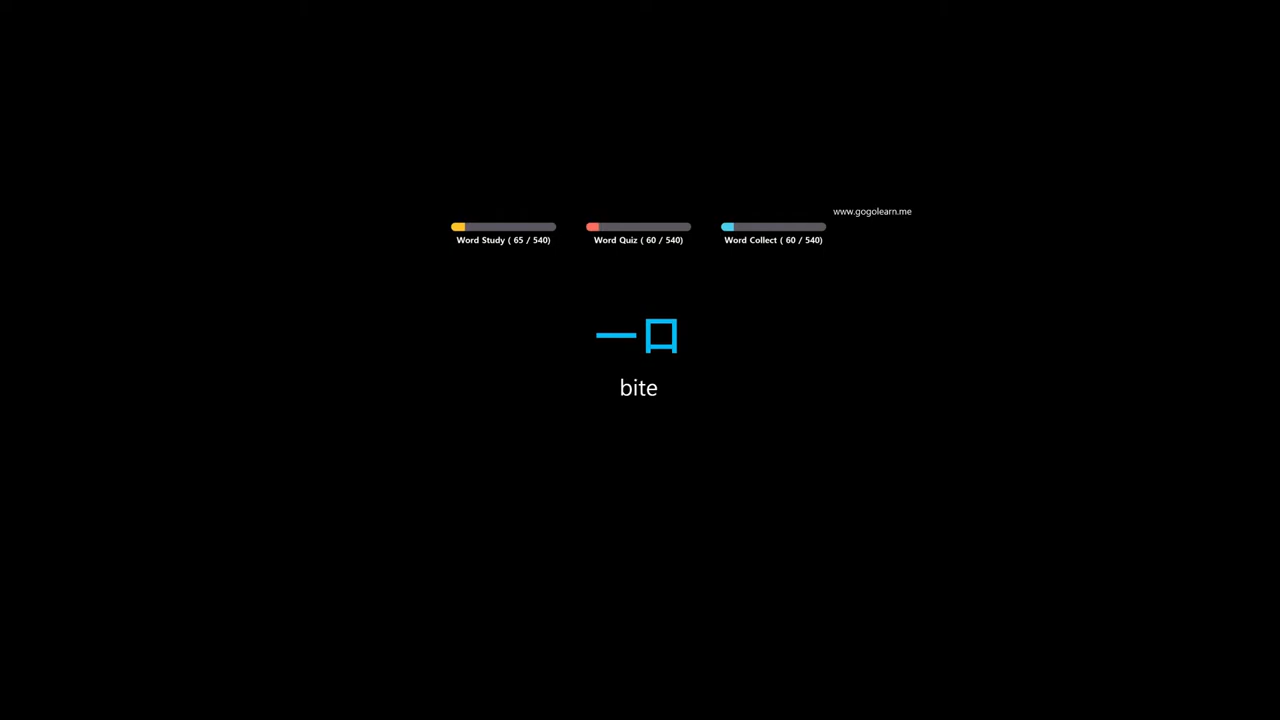 www.gogolearn.me
Word Study ( 65 / 540)
Word Quiz ( 60 / 540)
Word Collect ( 60 / 540)
一口
bite